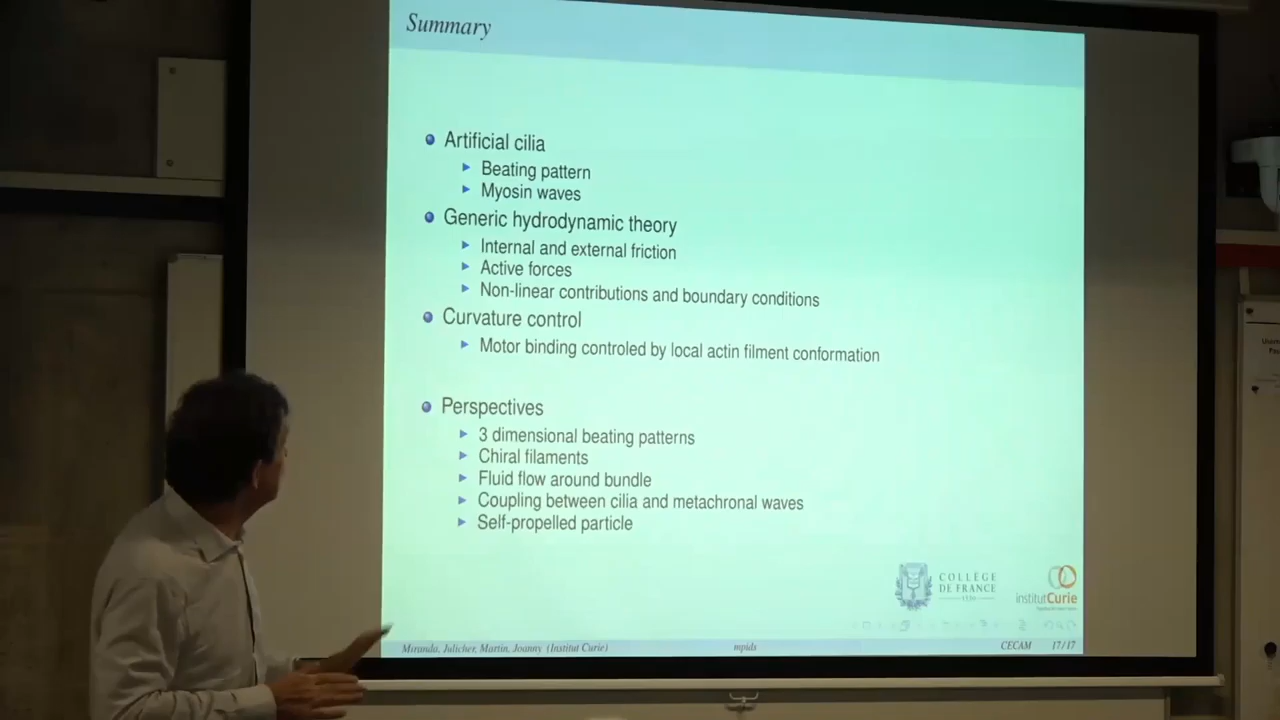 Summary
Artificial cilia
Beating pattern
Myosin waves
Generic hydrodynamic theory
Internal and external friction
Active forces
Non-linear contributions and boundary conditions
Curvature control
Motor binding controled by local actin filment conformation
Perspectives
3 dimensional beating patterns
Chiral filaments
Fluid flow around bundle
Coupling between cilia and metachronal waves
Self-propelled particle
COLLÈGE
DE FRANCE
1530
institutCurie
Miranda, Julicher, Martin, Joanny (Institut Curie)
mpids
CECAM 17/17